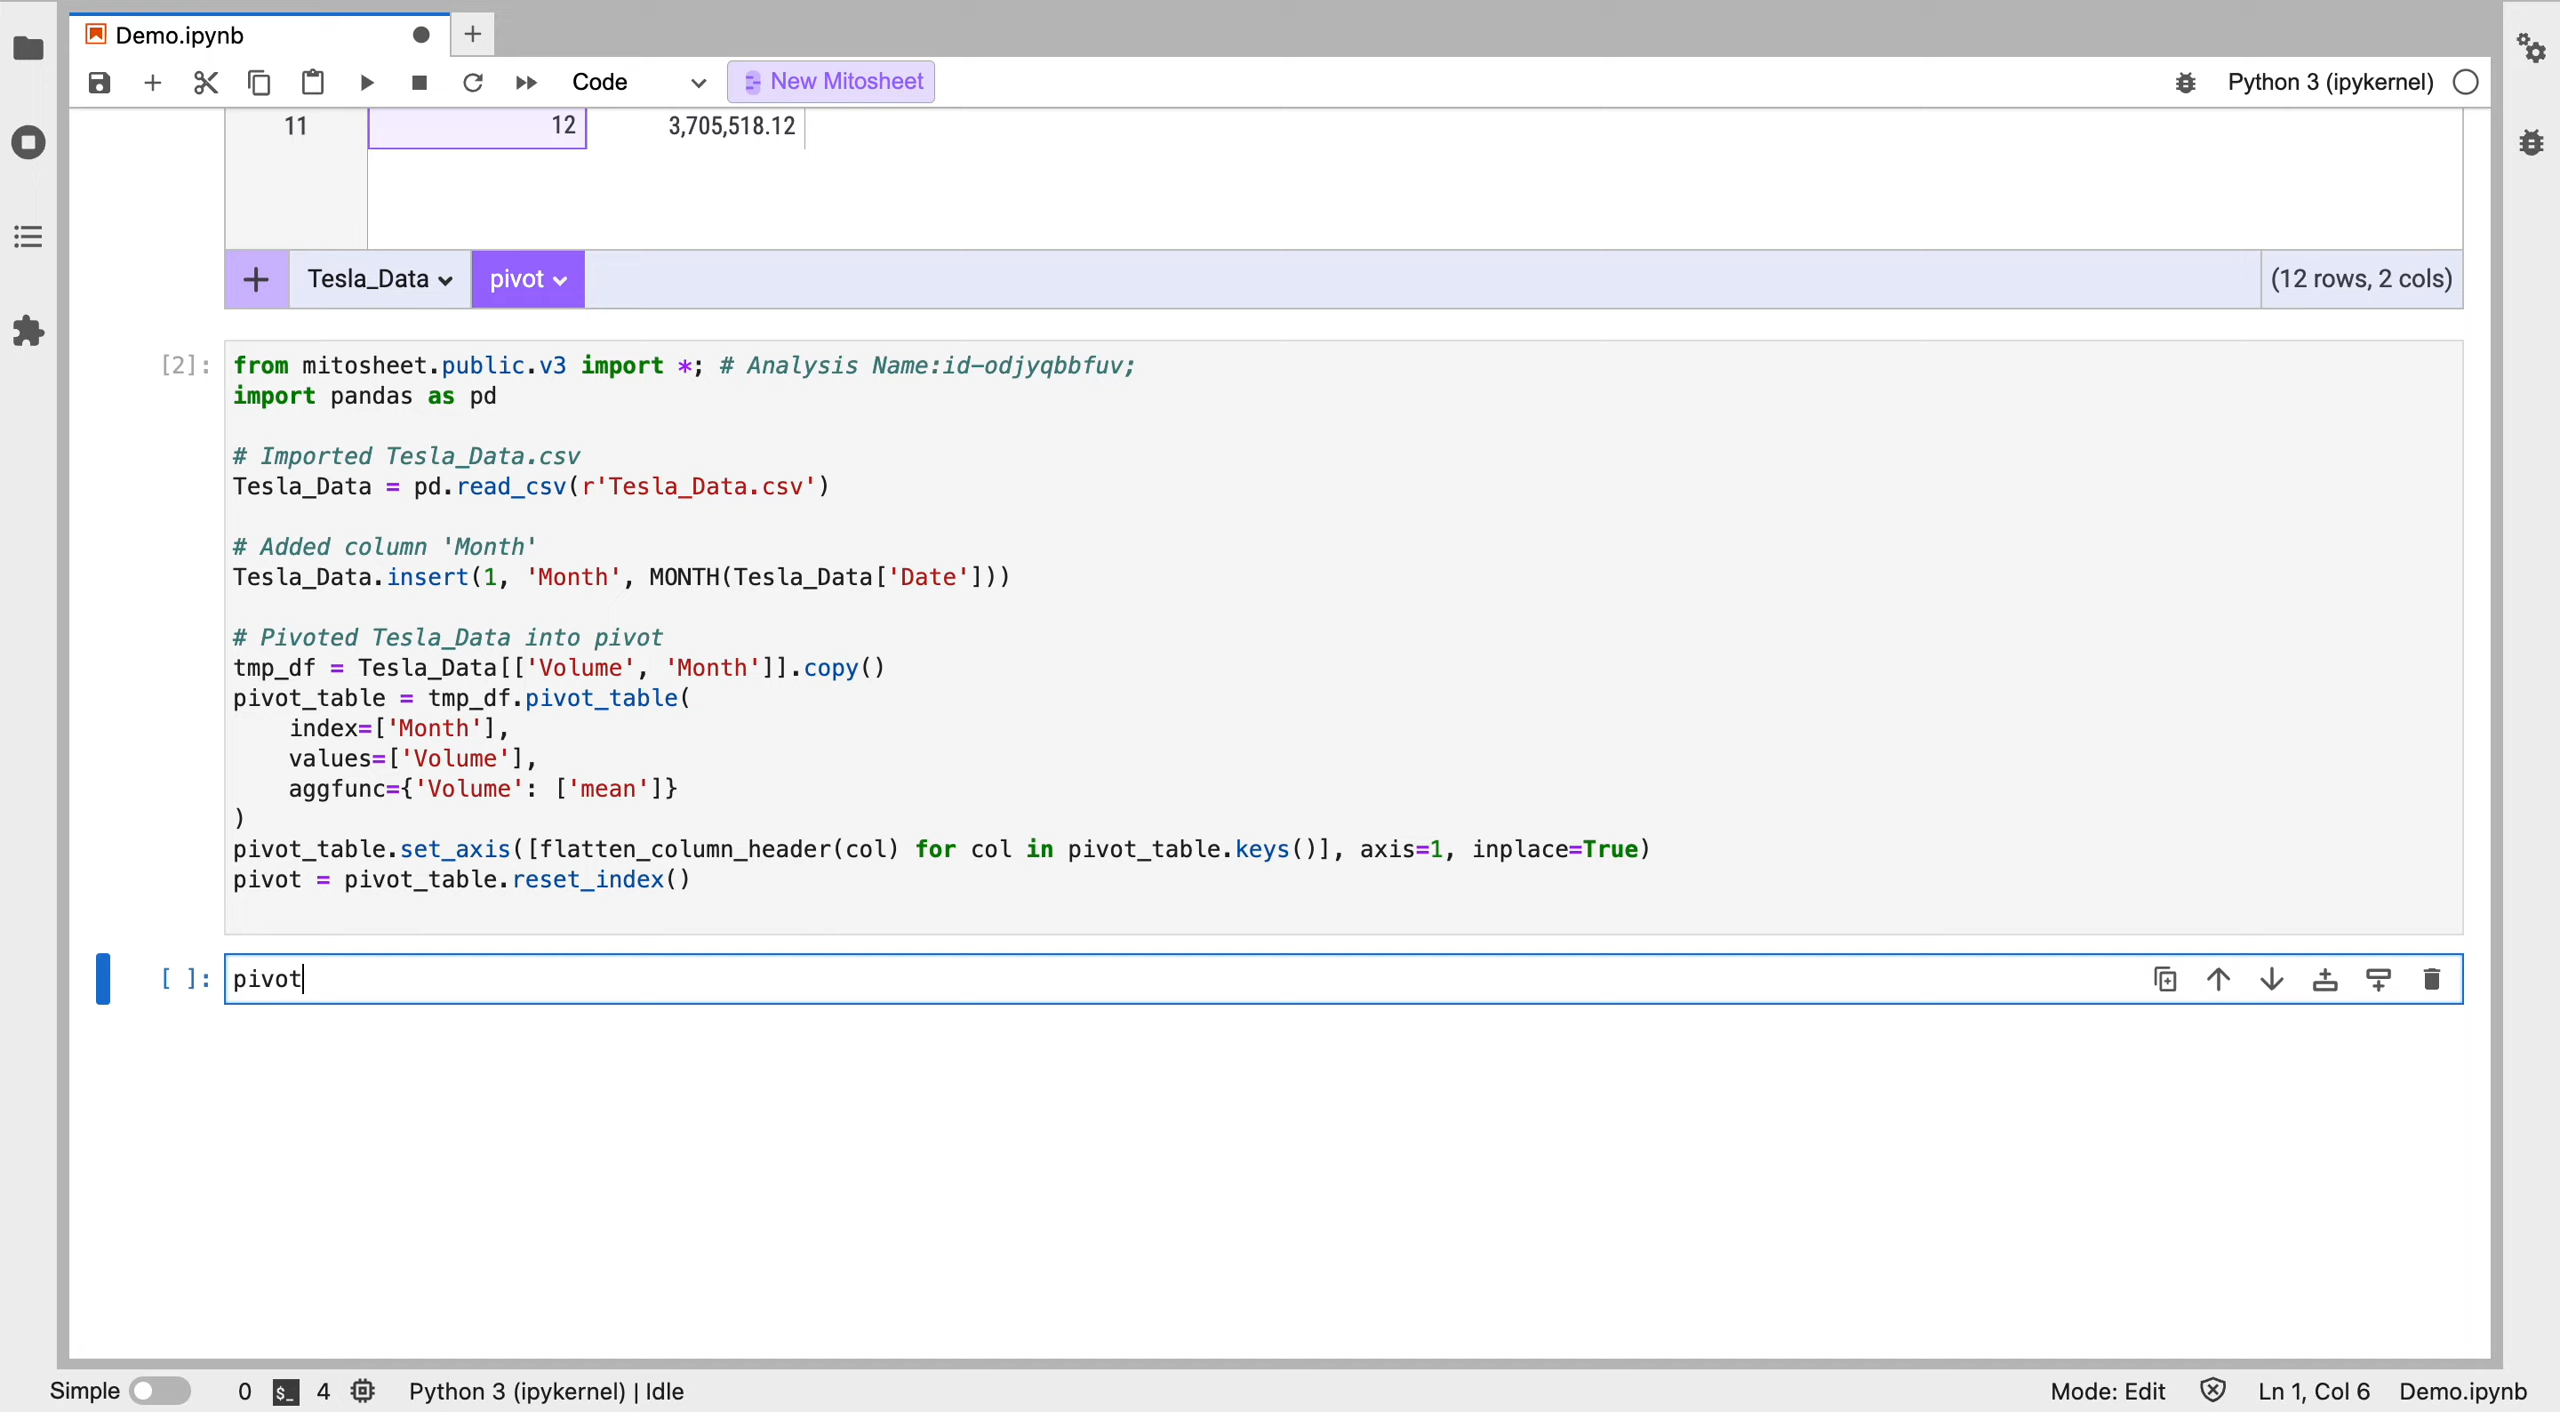 Demo.ipynb
Code
New Mitosheet
Python 3 (ipykernel)
11 12 3,705,518.12
Tesla_Data pivot (12 rows, 2 cols)
[2]:
from mitosheet.public.v3 import *; # Analysis Name:id-odjyqbbfuv;
import pandas as pd
# Imported Tesla_Data.csv
Tesla_Data = pd.read_csv(r'Tesla_Data.csv')
# Added column 'Month'
Tesla_Data.insert(1, 'Month', MONTH(Tesla_Data['Date']))
# Pivoted Tesla_Data into pivot
tmp_df = Tesla_Data[['Volume', 'Month']].copy()
pivot_table = tmp_df.pivot_table(
    index=['Month'],
    values=['Volume'],
    aggfunc={'Volume': ['mean']}
)
pivot_table.set_axis([flatten_column_header(col) for col in pivot_table.keys()], axis=1, inplace=True)
pivot = pivot_table.reset_index()
[ ]: pivot
Simple 0 $_ 4 Python 3 (ipykernel) | Idle Mode: Edit Ln 1, Col 6 Demo.ipynb